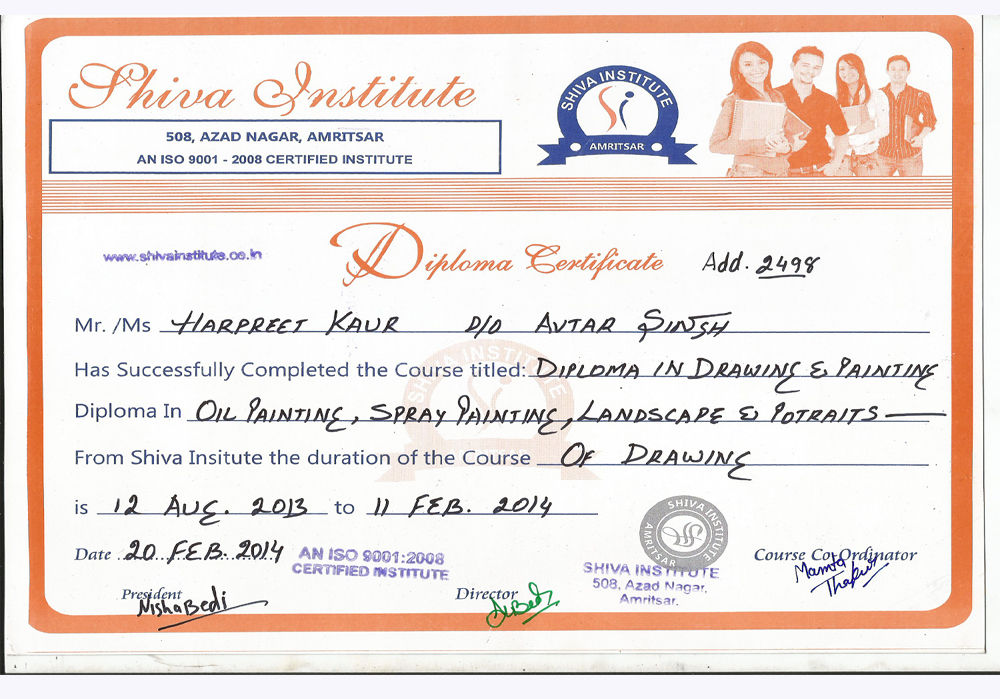 Shiva Institute
508, AZAD NAGAR, AMRITSAR
AN ISO 9001 - 2008 CERTIFIED INSTITUTE
SHIVA INSTITUTE
Si
AMRITSAR
www.shivainstitute.co.in
Diploma Certificate Add. 2498
Mr. /Ms HARPREET KAUR D/O AVTAR SINGH
SHIVA INSTITUTE
Has Successfully Completed the Course titled: DIPLOMA IN DRAWING & PAINTING
Diploma In OIL PAINTING, SPRAY PAINTING, LANDSCAPE & POTRAITS
From Shiva Insitute the duration of the Course OF DRAWING
is 12 AUG. 2013 to 11 FEB. 2014
SHIVA INSTITUTE
AMRITSAR
Date 20 FEB. 2014
AN ISO 9001:2008
CERTIFIED INSTITUTE
SHIVA INSTITUTE
508, Azad Nagar,
Amritsar.
Course Co-Ordinator
Mamta
Thakur
President
Nisha Bedi
Director